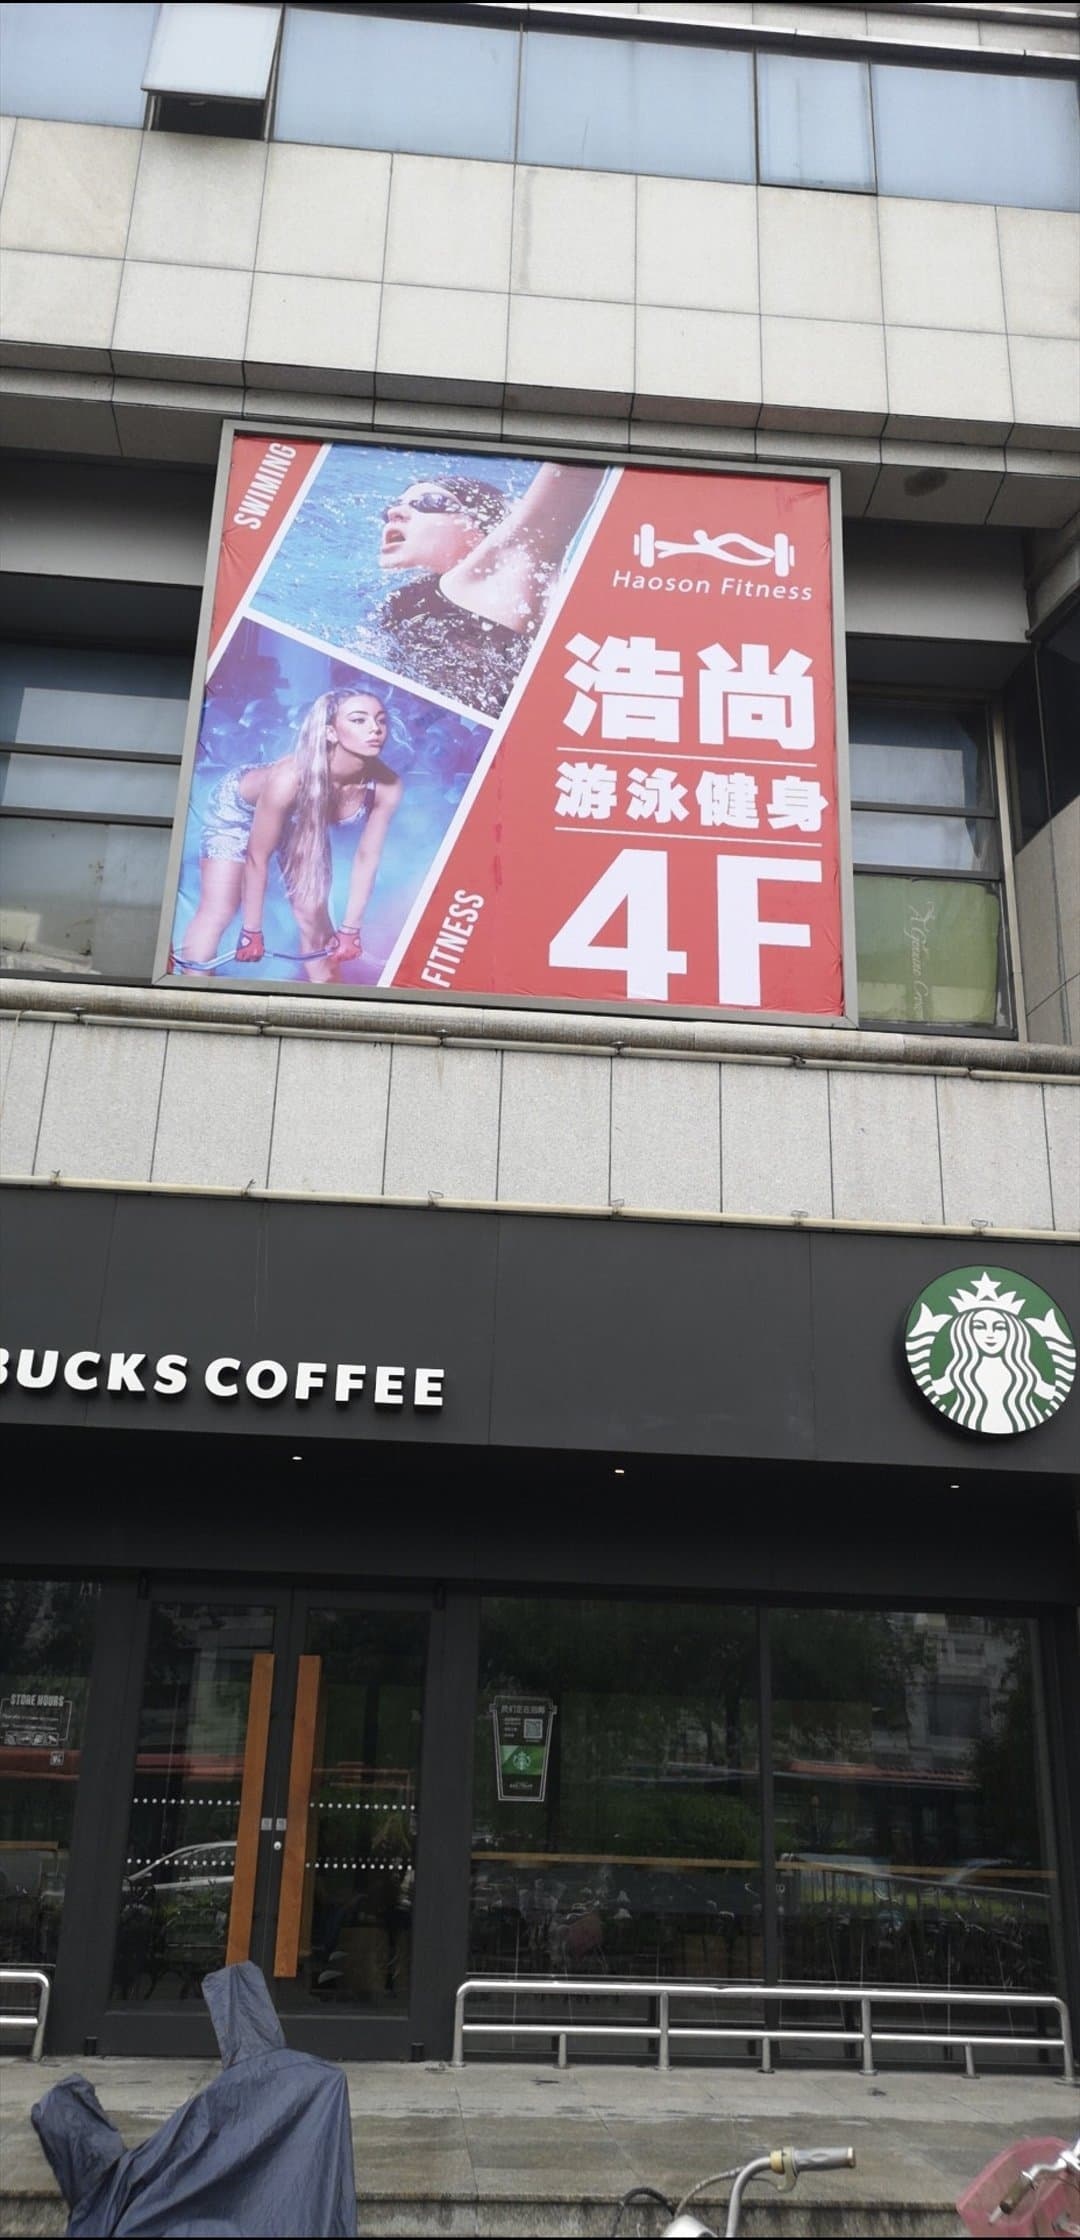 SWIMING
Haoson Fitness
浩尚
游泳健身
4F
FITNESS
BUCKS COFFEE
STORE HOURS